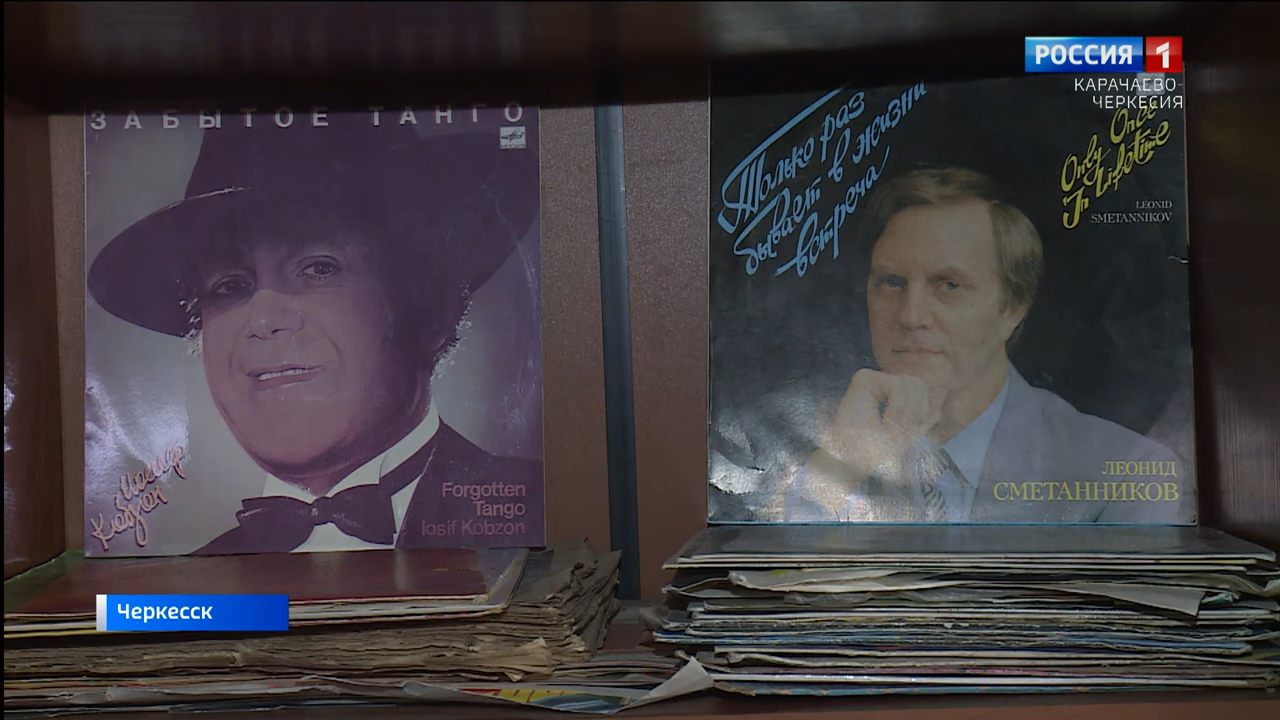 РОССИЯ 1
КАРАЧАЕВО-
ЧЕРКЕСИЯ
ЗАБЫТОЕ ТАНГО
Иосиф
Кобзон
Forgotten
Tango
Iosif Kobzon
Только раз
бывает в жизни
встреча
Only Once
In Lifetime
LEONID
SMETANNIKOV
ЛЕОНИД
СМЕТАННИКОВ
Черкесск